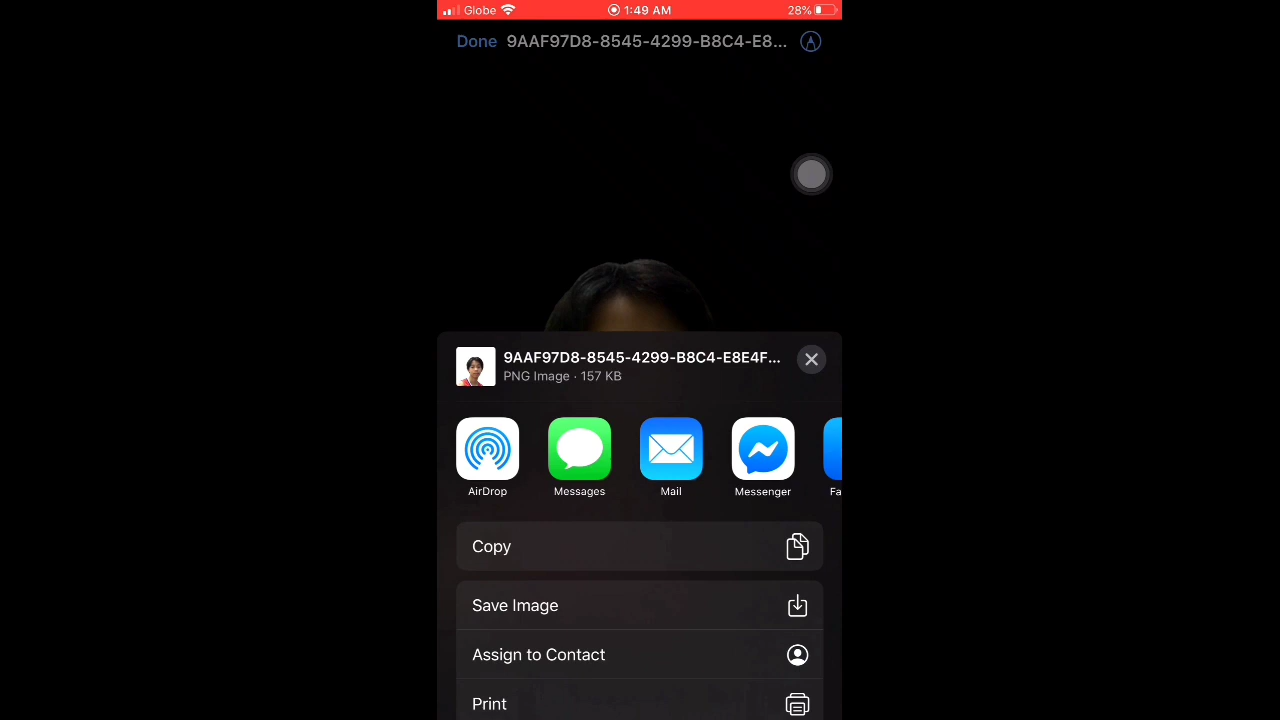 Globe 1:49 AM 28%
Done 9AAF97D8-8545-4299-B8C4-E8...
9AAF97D8-8545-4299-B8C4-E8E4F...
PNG Image · 157 KB
AirDrop Messages Mail Messenger Fa
Copy
Save Image
Assign to Contact
Print